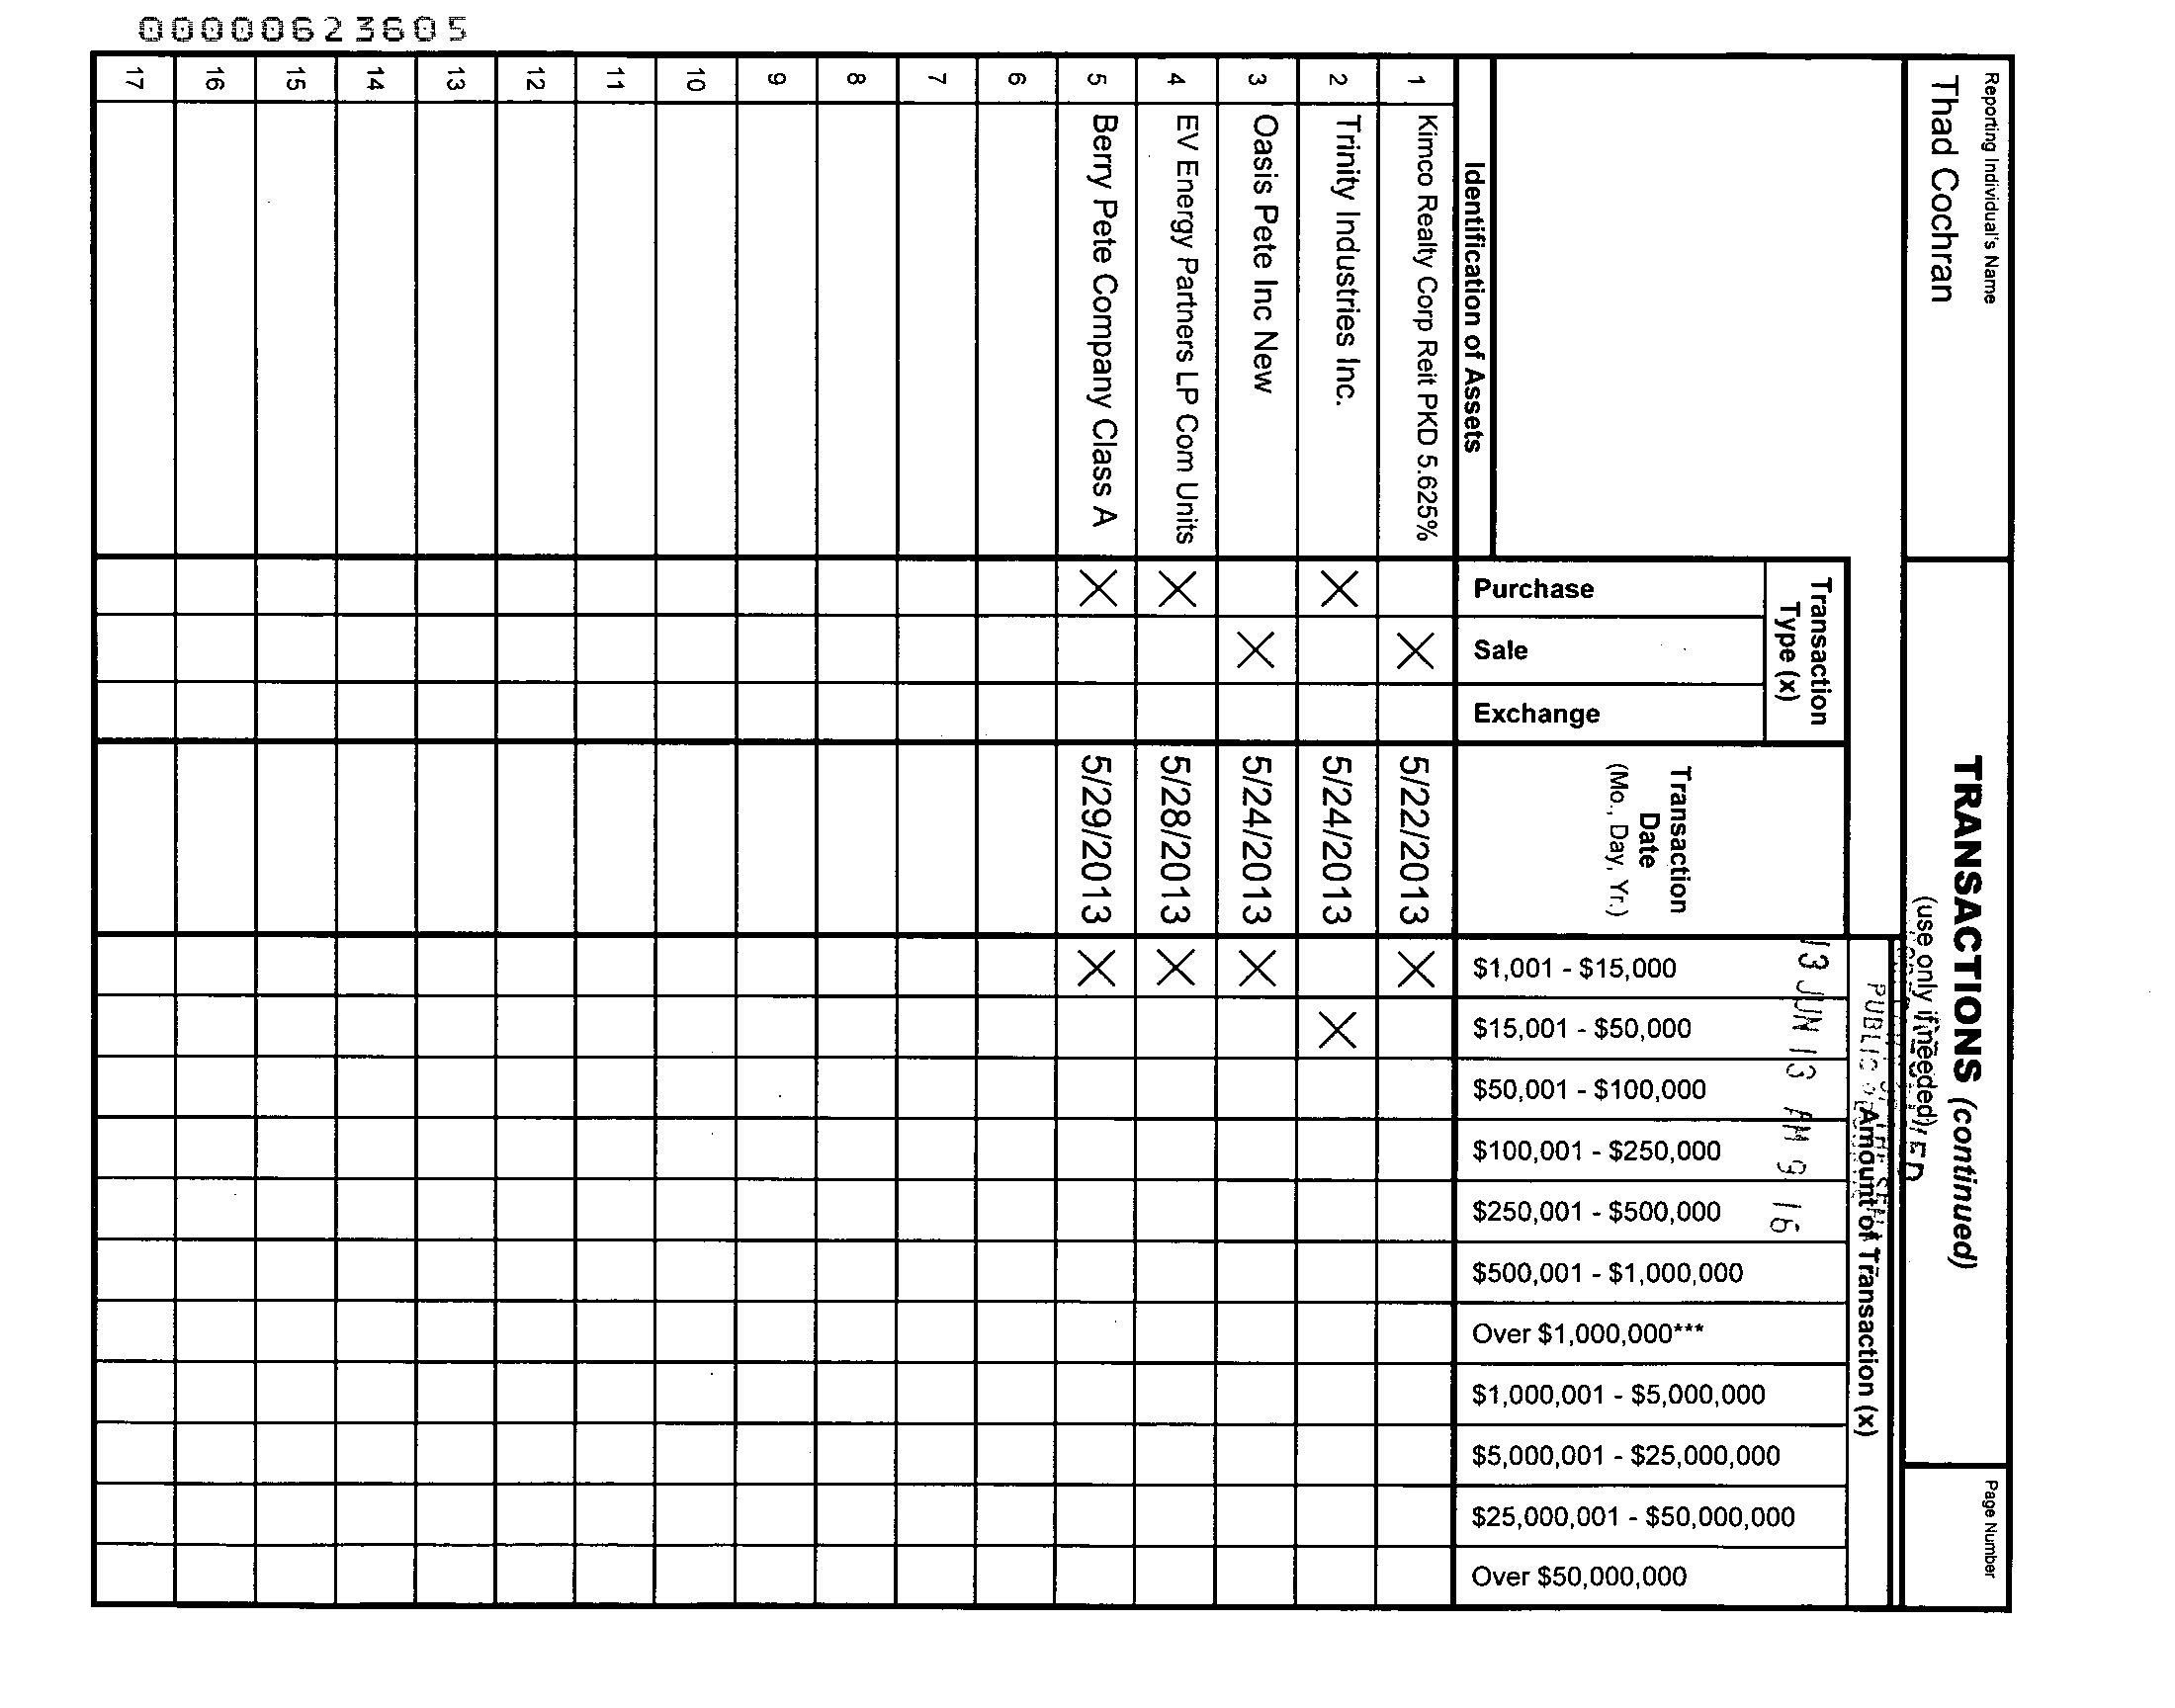 00000623605
Reporting Individual's Name
Thad Cochran
TRANSACTIONS (continued)
(use only if needed)
Page Number
Identification of Assets
Transaction
Type (x)
Purchase
Sale
Exchange
Transaction
Date
(Mo., Day, Yr.)
Amount of Transaction (x)
PUBLIC
13 JUN 13 AM 9 16
$1,001 - $15,000
$15,001 - $50,000
$50,001 - $100,000
$100,001 - $250,000
$250,001 - $500,000
$500,001 - $1,000,000
Over $1,000,000***
$1,000,001 - $5,000,000
$5,000,001 - $25,000,000
$25,000,001 - $50,000,000
Over $50,000,000
1 Kimco Realty Corp Reit PKD 5.625% X 5/22/2013 X
2 Trinity Industries Inc. X 5/24/2013 X
3 Oasis Pete Inc New X 5/24/2013 X
4 EV Energy Partners LP Com Units X 5/28/2013 X
5 Berry Pete Company Class A X 5/29/2013 X
6
7
8
9
10
11
12
13
14
15
16
17